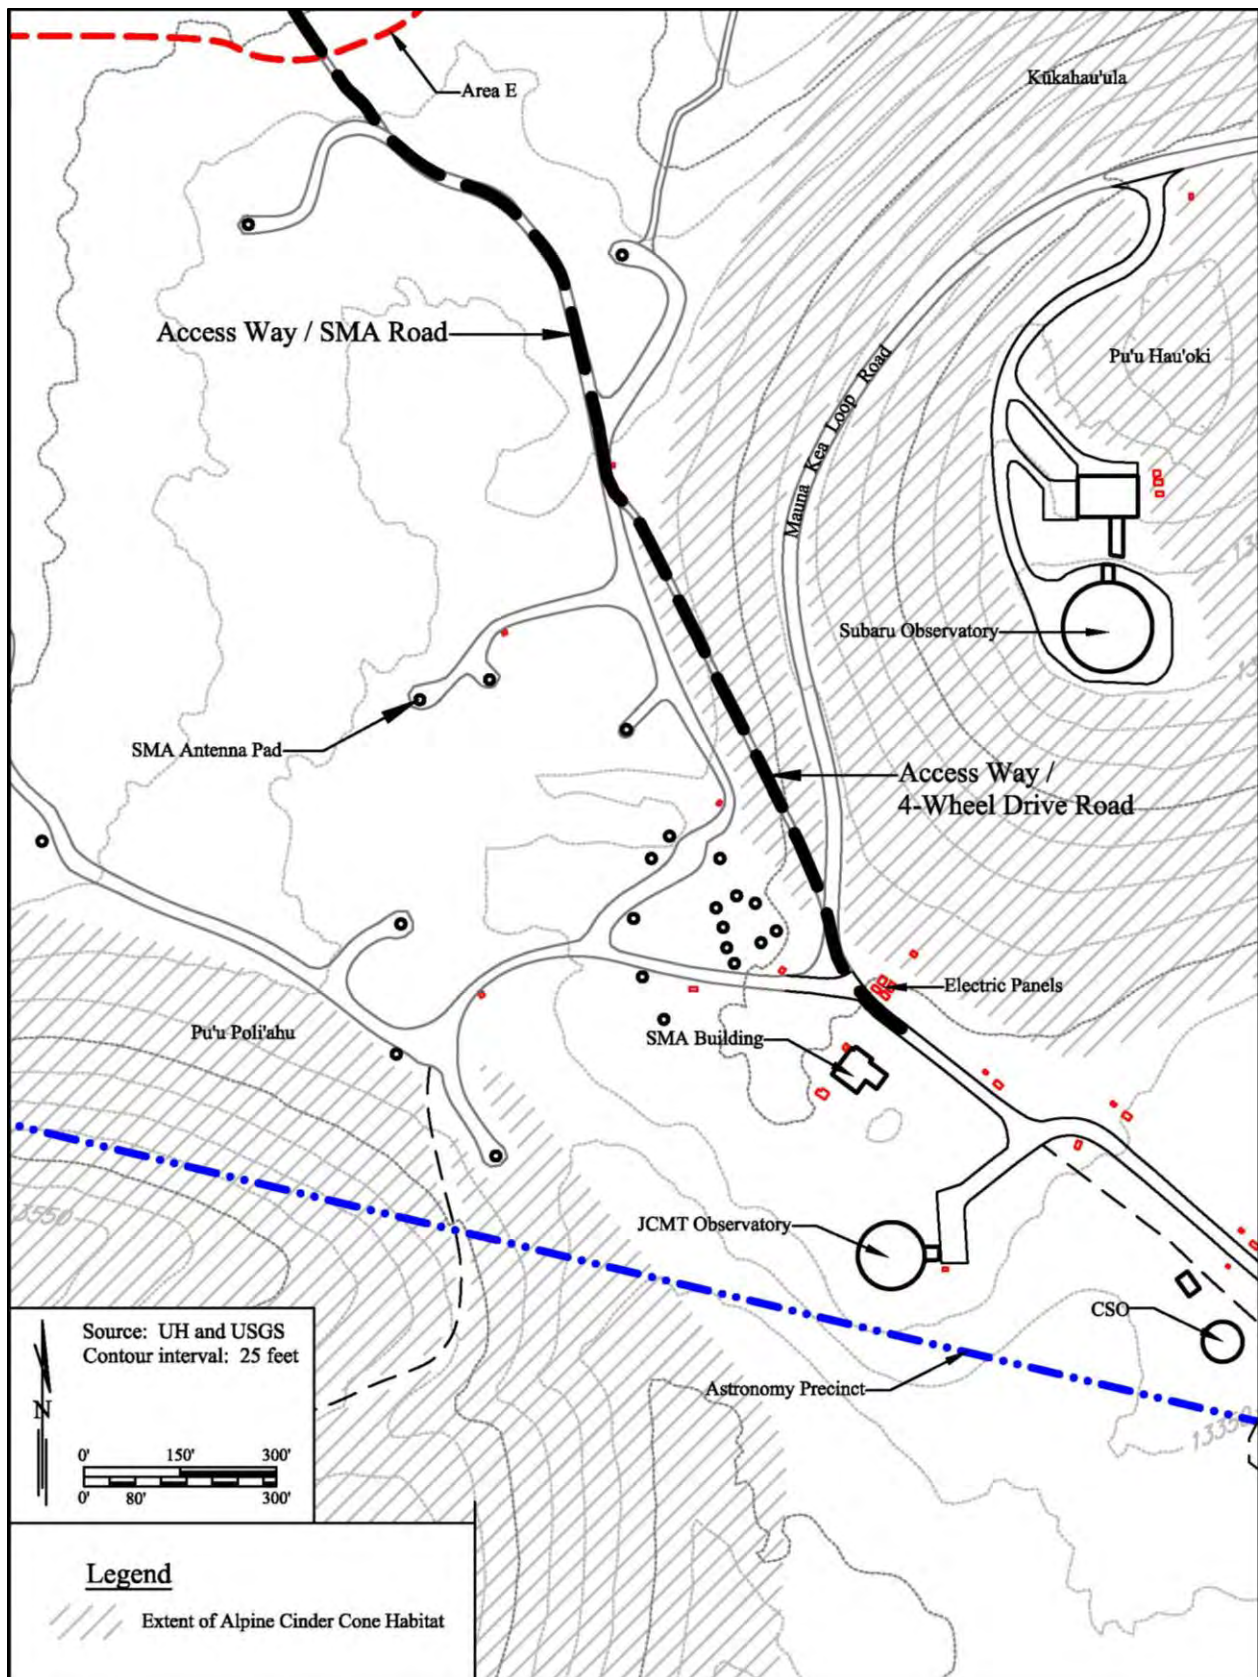 Kūkahau'ula
Area E
Access Way / SMA Road
Pu'u Hau'oki
Mauna Kea Loop Road
Subaru Observatory
SMA Antenna Pad
Access Way /
4-Wheel Drive Road
Electric Panels
Pu'u Poli'ahu
SMA Building
13550
JCMT Observatory
CSO
Astronomy Precinct
13350
Source: UH and USGS
Contour interval: 25 feet
N
0' 150' 300'
0' 80' 300'
Legend
Extent of Alpine Cinder Cone Habitat